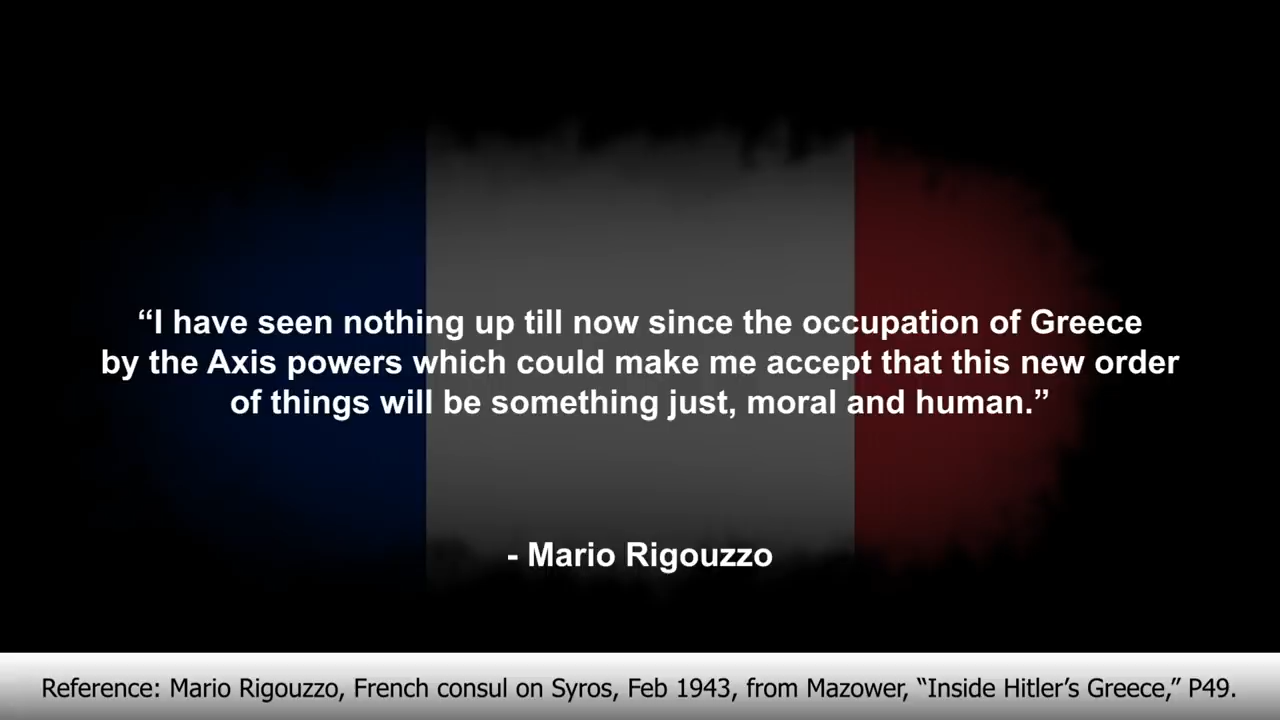 “I have seen nothing up till now since the occupation of Greece
by the Axis powers which could make me accept that this new order
of things will be something just, moral and human.”
- Mario Rigouzzo
Reference: Mario Rigouzzo, French consul on Syros, Feb 1943, from Mazower, “Inside Hitler’s Greece,” P49.